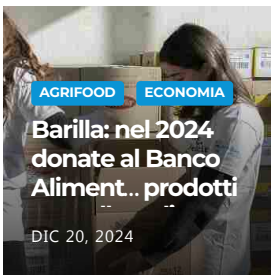 AGRIFOOD ECONOMIA
Barilla: nel 2024
donate al Banco
Aliment... prodotti
DIC 20, 2024